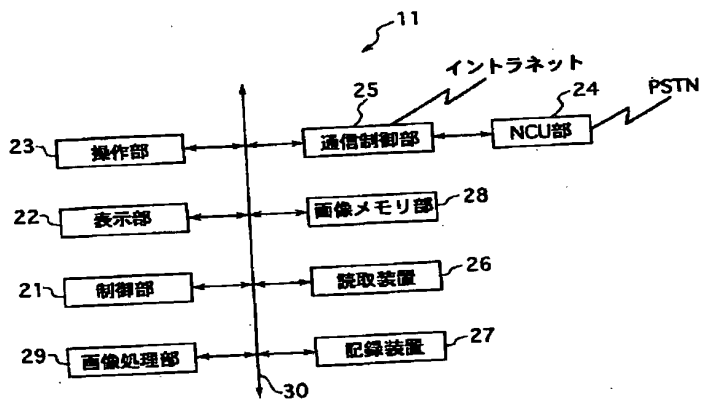 11
イントラネット
PSTN
25
24
23
操作部
通信制御部
NCU部
22
表示部
画像メモリ部
28
21
制御部
読取装置
26
29
画像処理部
記録装置
27
30